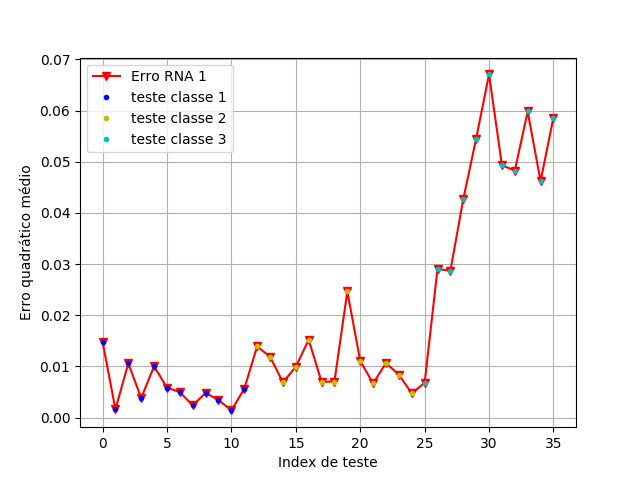 Erro RNA 1
teste classe 1
teste classe 2
teste classe 3
Erro quadrático médio
0.07
0.06
0.05
0.04
0.03
0.02
0.01
0.00
0 5 10 15 20 25 30 35
Index de teste